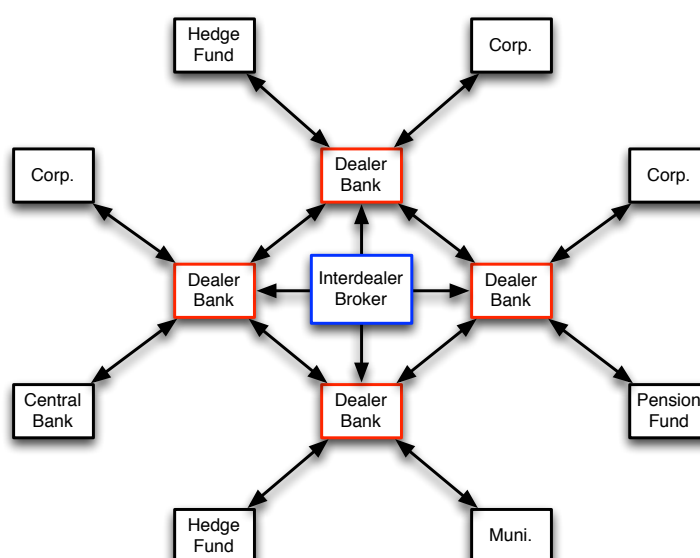 Hedge
Fund
Corp.
Dealer
Bank
Corp.
Corp.
Dealer
Bank
Interdealer
Broker
Dealer
Bank
Central
Bank
Dealer
Bank
Pension
Fund
Hedge
Fund
Muni.